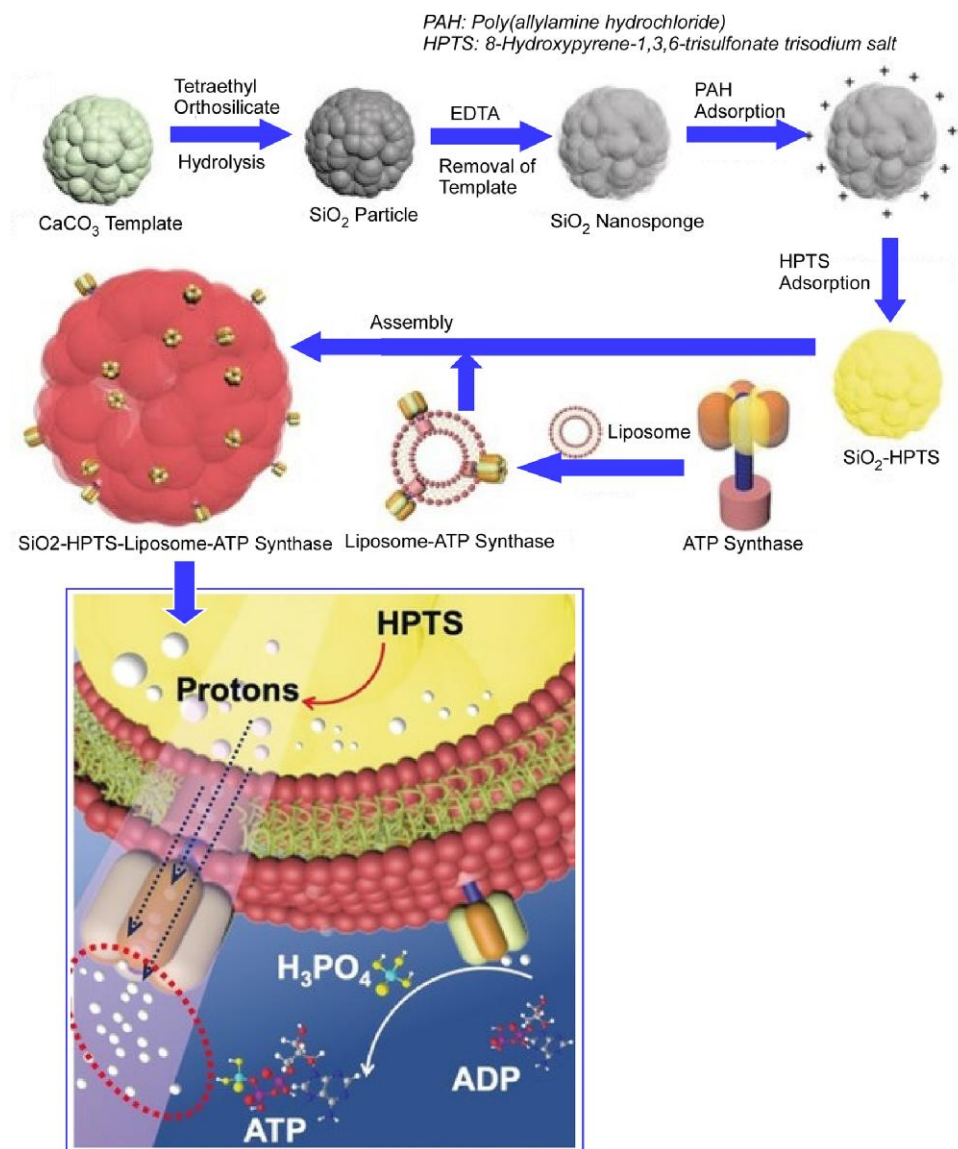 PAH: Poly(allylamine hydrochloride)
HPTS: 8-Hydroxypyrene-1,3,6-trisulfonate trisodium salt
Tetraethyl
Orthosilicate
Hydrolysis
EDTA
Removal of
Template
PAH
Adsorption
CaCO₃ Template
SiO₂ Particle
SiO₂ Nanosponge
HPTS
Adsorption
Assembly
Liposome
SiO₂-HPTS
SiO2-HPTS-Liposome-ATP Synthase
Liposome-ATP Synthase
ATP Synthase
HPTS
Protons
H₃PO₄
ADP
ATP